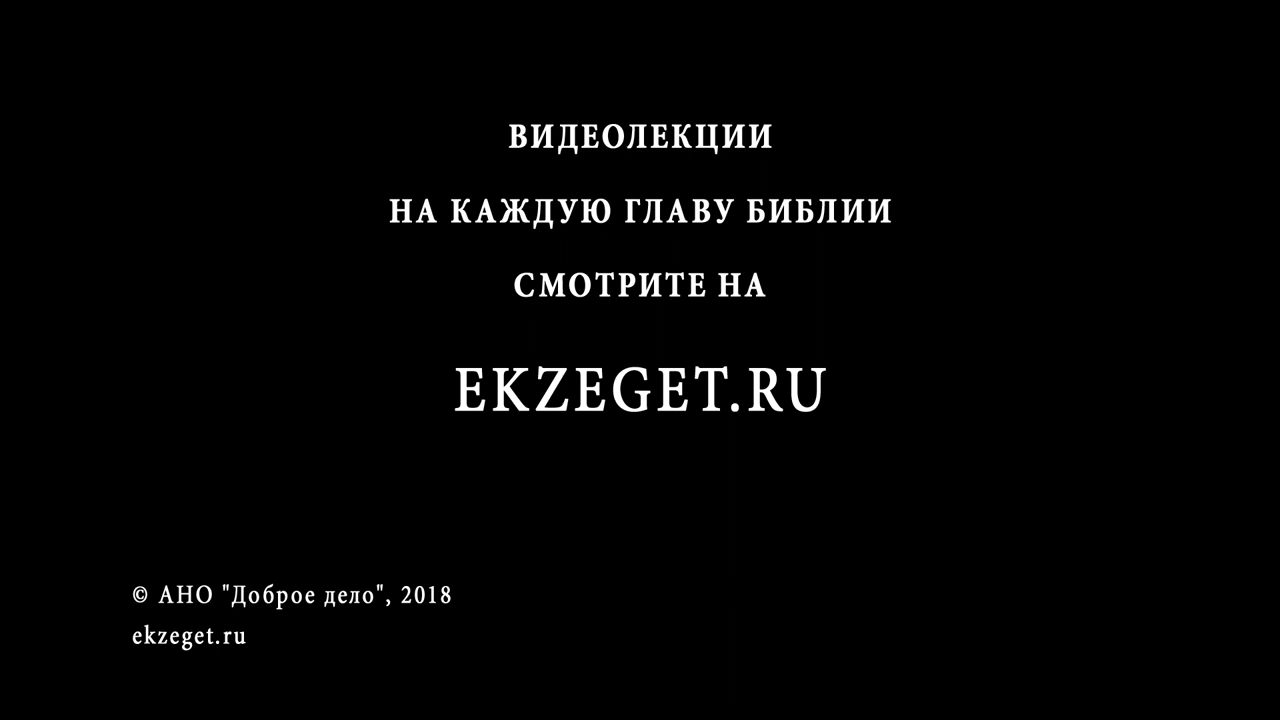 ВИДЕОЛЕКЦИИ
НА КАЖДУЮ ГЛАВУ БИБЛИИ
СМОТРИТЕ НА
EKZEGET.RU
© АНО "Доброе дело", 2018
ekzeget.ru